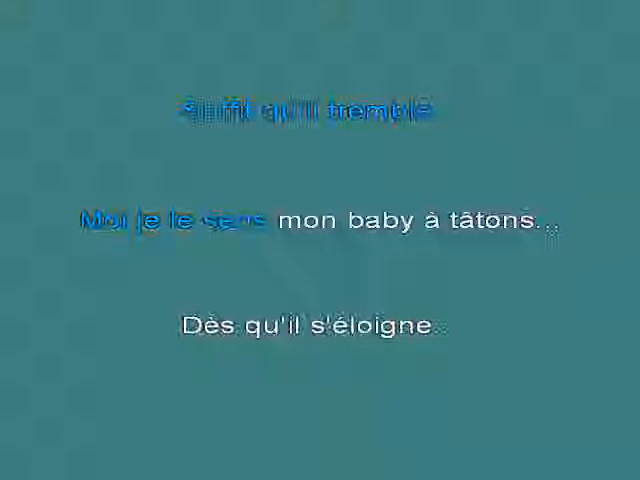 Suffit qu'il tremble
Moi je le sens mon baby à tâtons...
Dès qu'il s'éloigne...